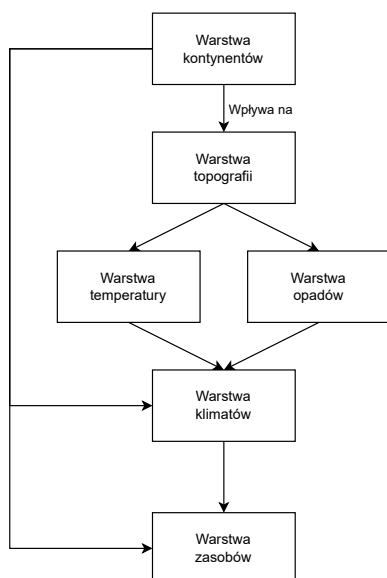 Warstwa
kontynentów
Wpływa na
Warstwa
topografii
Warstwa
temperatury
Warstwa
opadów
Warstwa
klimatów
Warstwa
zasobów